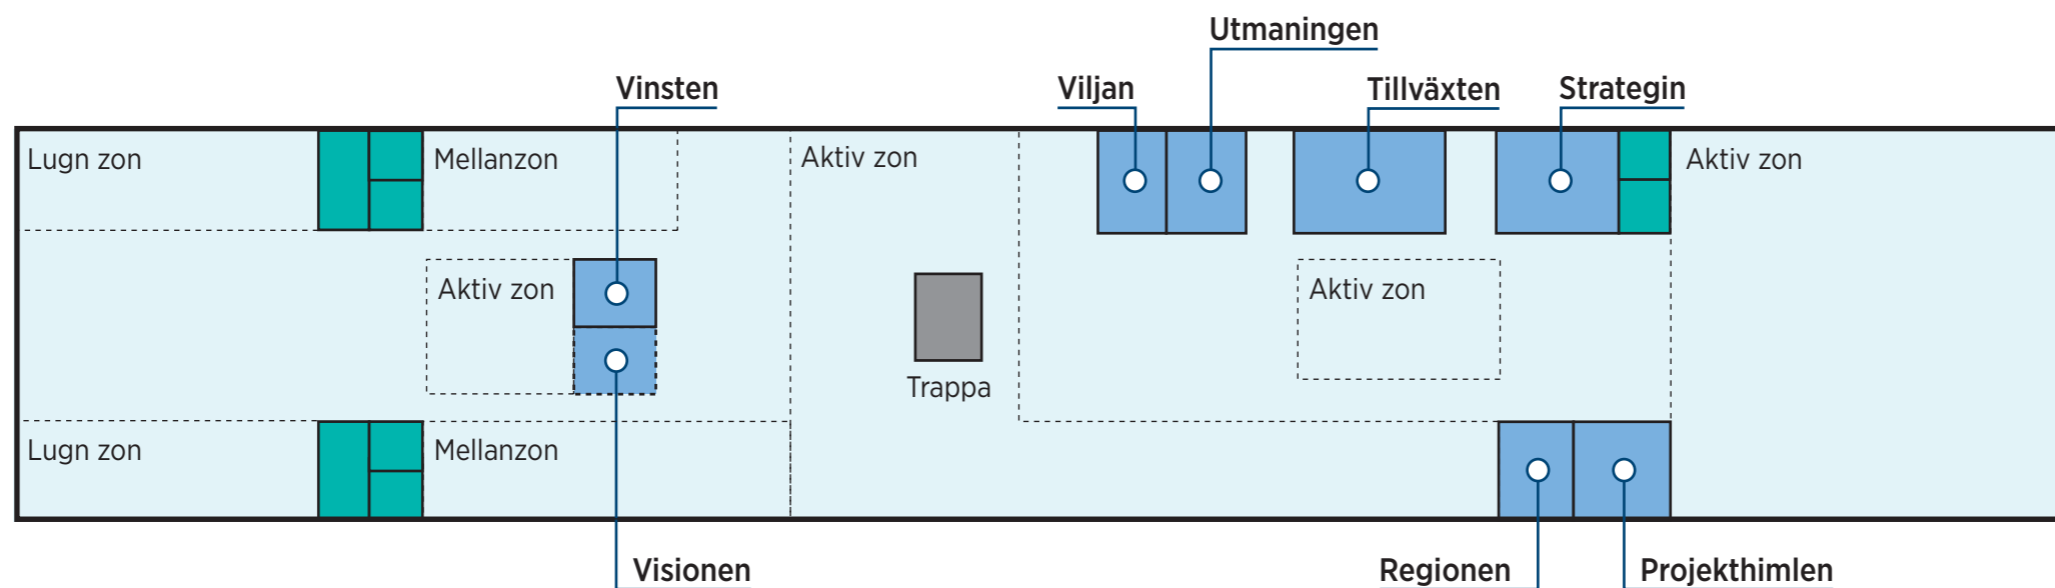 Utmaningen
Vinsten
Viljan
Tillväxten
Strategin
Lugn zon
Mellanzon
Aktiv zon
Aktiv zon
Aktiv zon
Aktiv zon
Trappa
Lugn zon
Mellanzon
Visionen
Regionen
Projekthimlen